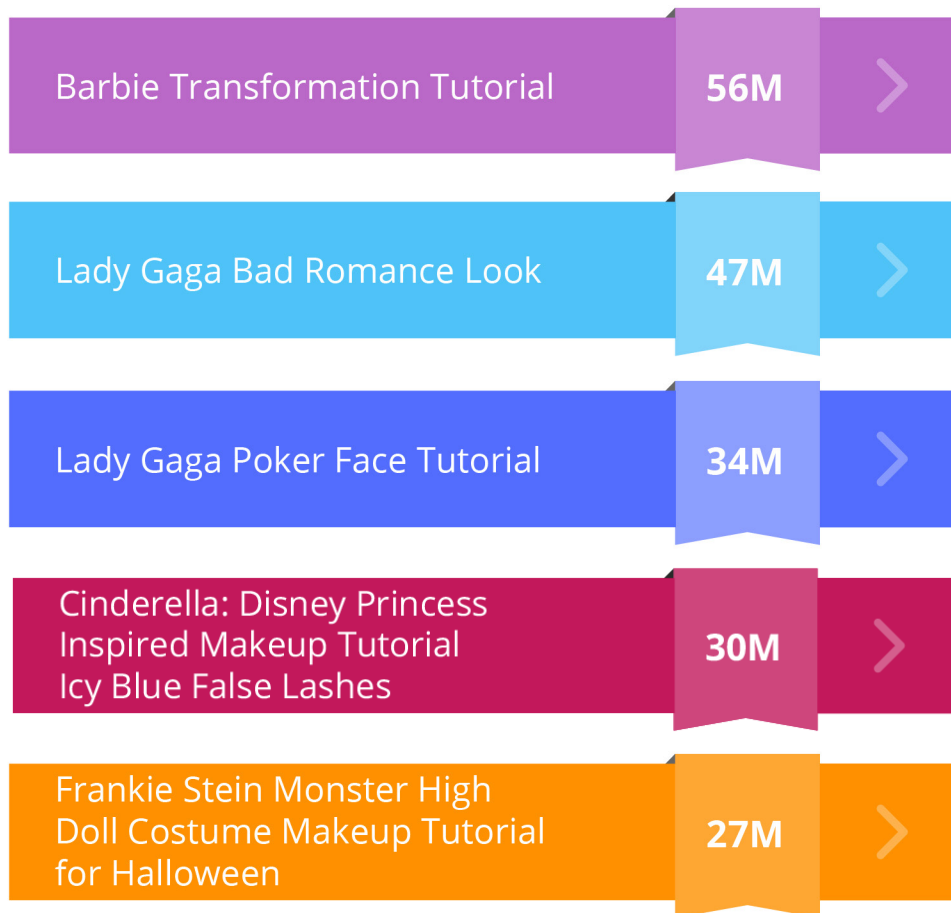 Barbie Transformation Tutorial
56M
Lady Gaga Bad Romance Look
47M
Lady Gaga Poker Face Tutorial
34M
Cinderella: Disney Princess
Inspired Makeup Tutorial
Icy Blue False Lashes
30M
Frankie Stein Monster High
Doll Costume Makeup Tutorial
for Halloween
27M